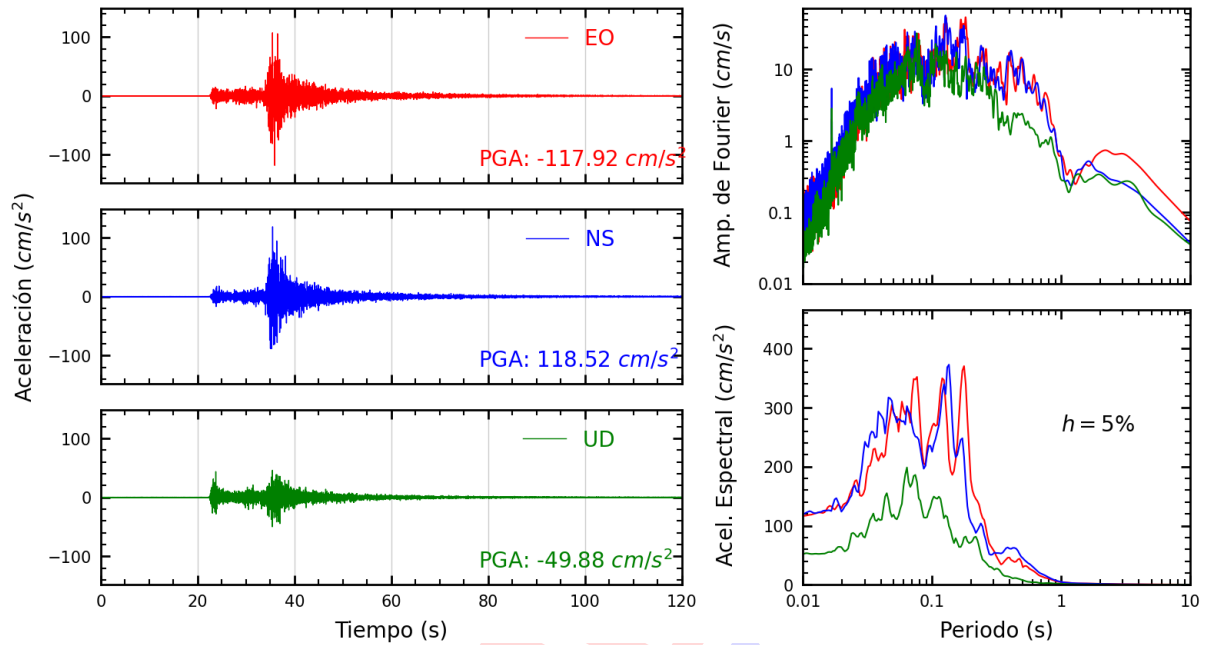 Aceleración (cm/s²)
100
0
−100
EO
PGA: -117.92 cm/s²
100
0
−100
NS
PGA: 118.52 cm/s²
100
0
−100
UD
PGA: -49.88 cm/s²
0 20 40 60 80 100 120
Tiempo (s)
Amp. de Fourier (cm/s)
10
1
0.1
0.01
Acel. Espectral (cm/s²)
400
300
200
100
0
h = 5%
0.01 0.1 1 10
Periodo (s)